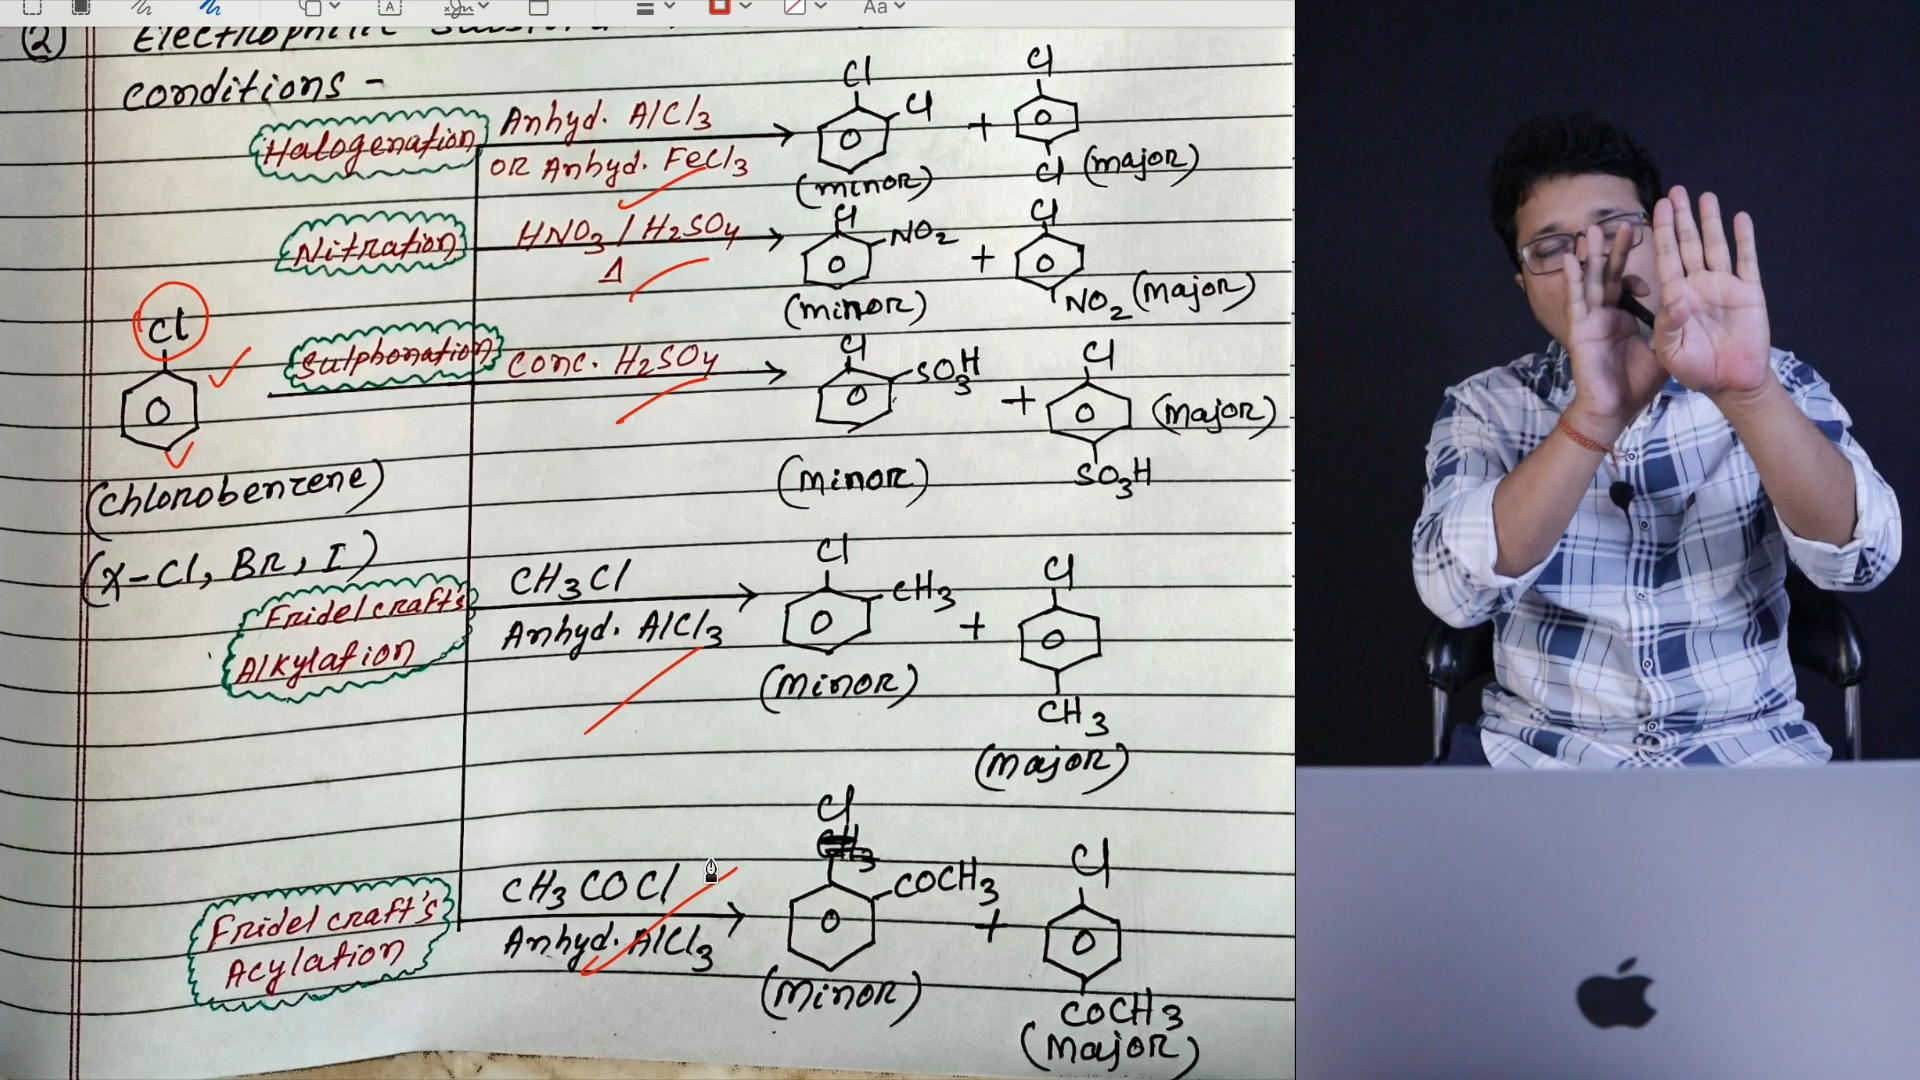 (2) Electrophilic
conditions -
Halogenation
Anhyd. AlCl3
OR Anhyd. FeCl3
Cl
Cl
(minor)
+
Cl
Cl (major)
Nitration
HNO3 / H2SO4
Δ
Cl
NO2
(minor)
+
Cl
NO2 (major)
Cl
(Chlorobenzene)
(X-Cl, Br, I)
Sulphonation
Conc. H2SO4
Cl
SO3H
(minor)
+
Cl
(major)
SO3H
Fridel craft's
Alkylation
CH3Cl
Anhyd. AlCl3
Cl
CH3
(minor)
+
Cl
CH3
(major)
Fridel craft's
Acylation
CH3COCl
Anhyd. AlCl3
Cl
COCH3
(minor)
+
Cl
COCH3
(major)
Aa